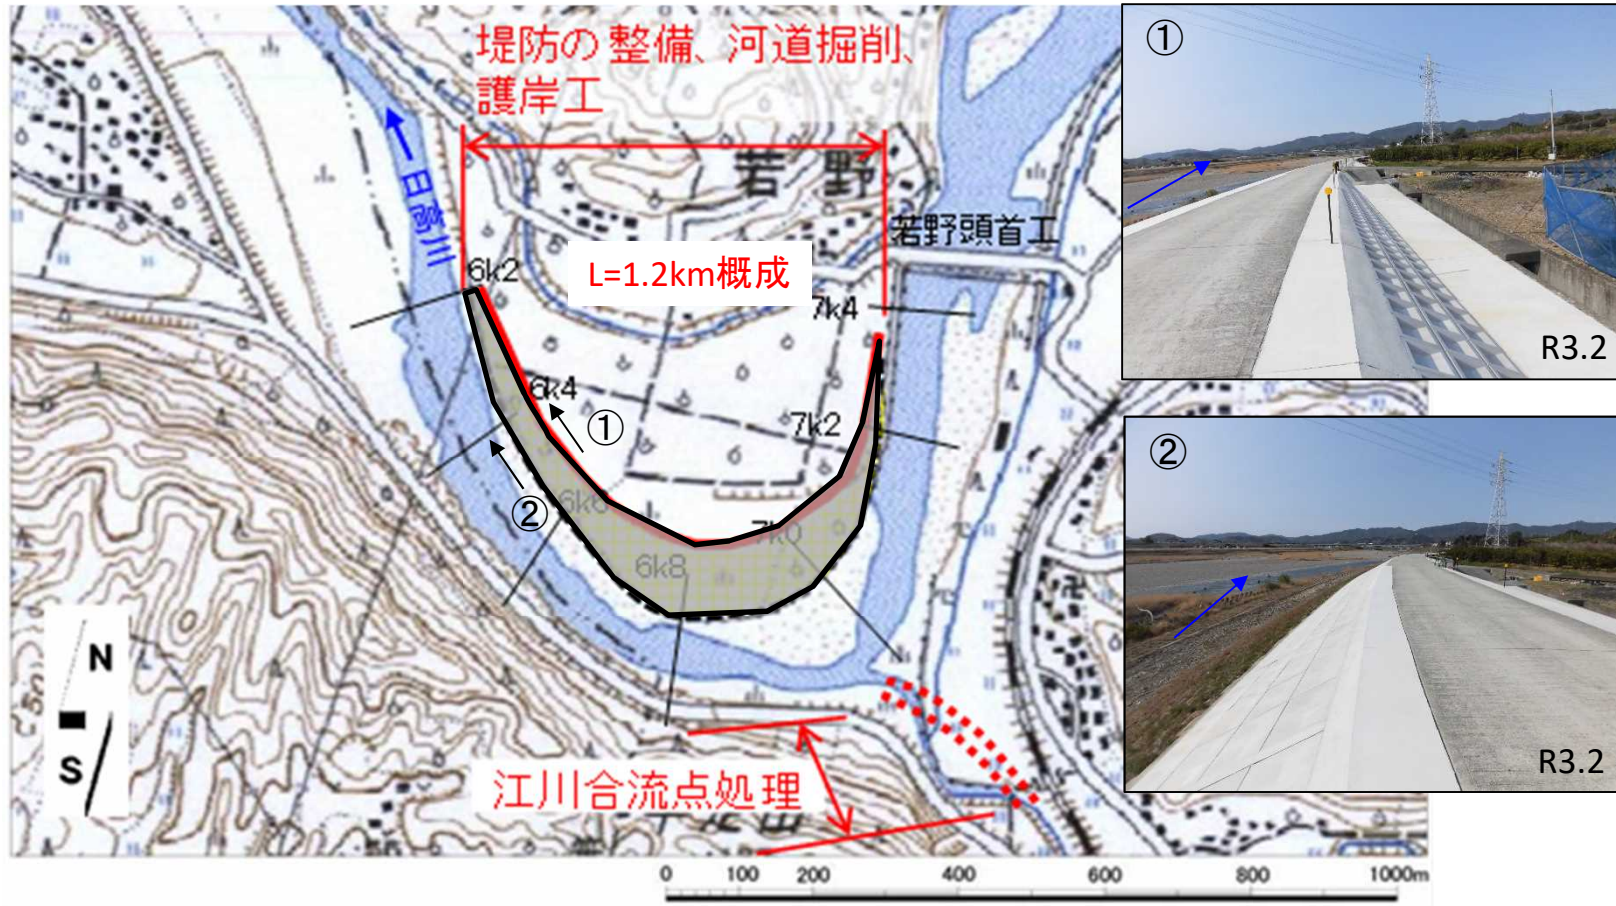 堤防の整備、河道掘削、
護岸工
①
R3.2
日高川
若野
若野頭首工
L=1.2km概成
6k2
7k4
6k4
①
7k2
②
6k6
7k0
6k8
②
R3.2
N
S
江川合流点処理
0 100 200 400 600 800 1000m